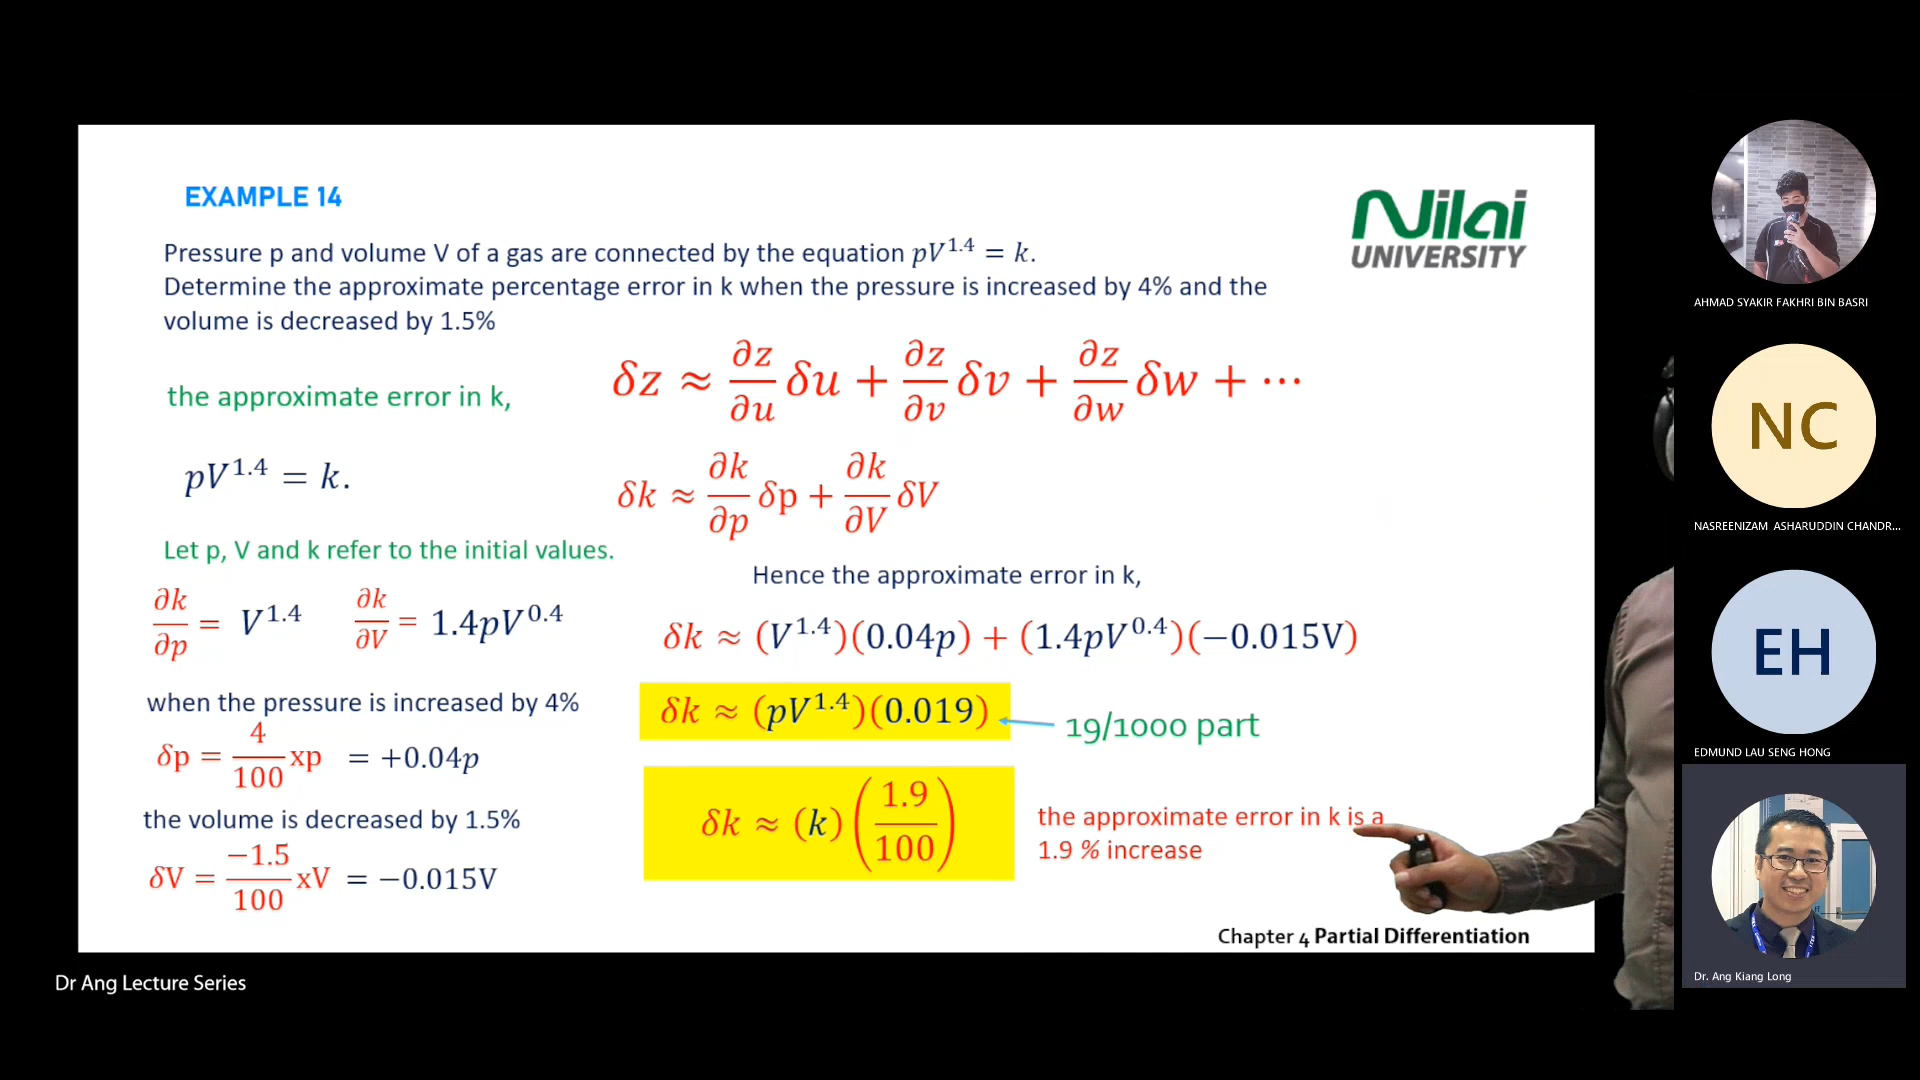 EXAMPLE 14
Nilai
UNIVERSITY
Pressure p and volume V of a gas are connected by the equation pV^1.4 = k.
Determine the approximate percentage error in k when the pressure is increased by 4% and the
volume is decreased by 1.5%
the approximate error in k,
δz ≈ ∂z/∂u δu + ∂z/∂v δv + ∂z/∂w δw + ⋯
pV^1.4 = k.
δk ≈ ∂k/∂p δp + ∂k/∂V δV
Let p, V and k refer to the initial values.
∂k/∂p = V^1.4 ∂k/∂V = 1.4pV^0.4
when the pressure is increased by 4%
δp = 4/100 xp = +0.04p
the volume is decreased by 1.5%
δV = −1.5/100 xV = −0.015V
Hence the approximate error in k,
δk ≈ (V^1.4)(0.04p) + (1.4pV^0.4)(−0.015V)
δk ≈ (pV^1.4)(0.019)
19/1000 part
δk ≈ (k)(1.9/100)
the approximate error in k is a
1.9 % increase
Chapter 4 Partial Differentiation
Dr Ang Lecture Series
AHMAD SYAKIR FAKHRI BIN BASRI
NC
NASREENIZAM ASHARUDDIN CHANDR...
EH
EDMUND LAU SENG HONG
Dr. Ang Kiang Long